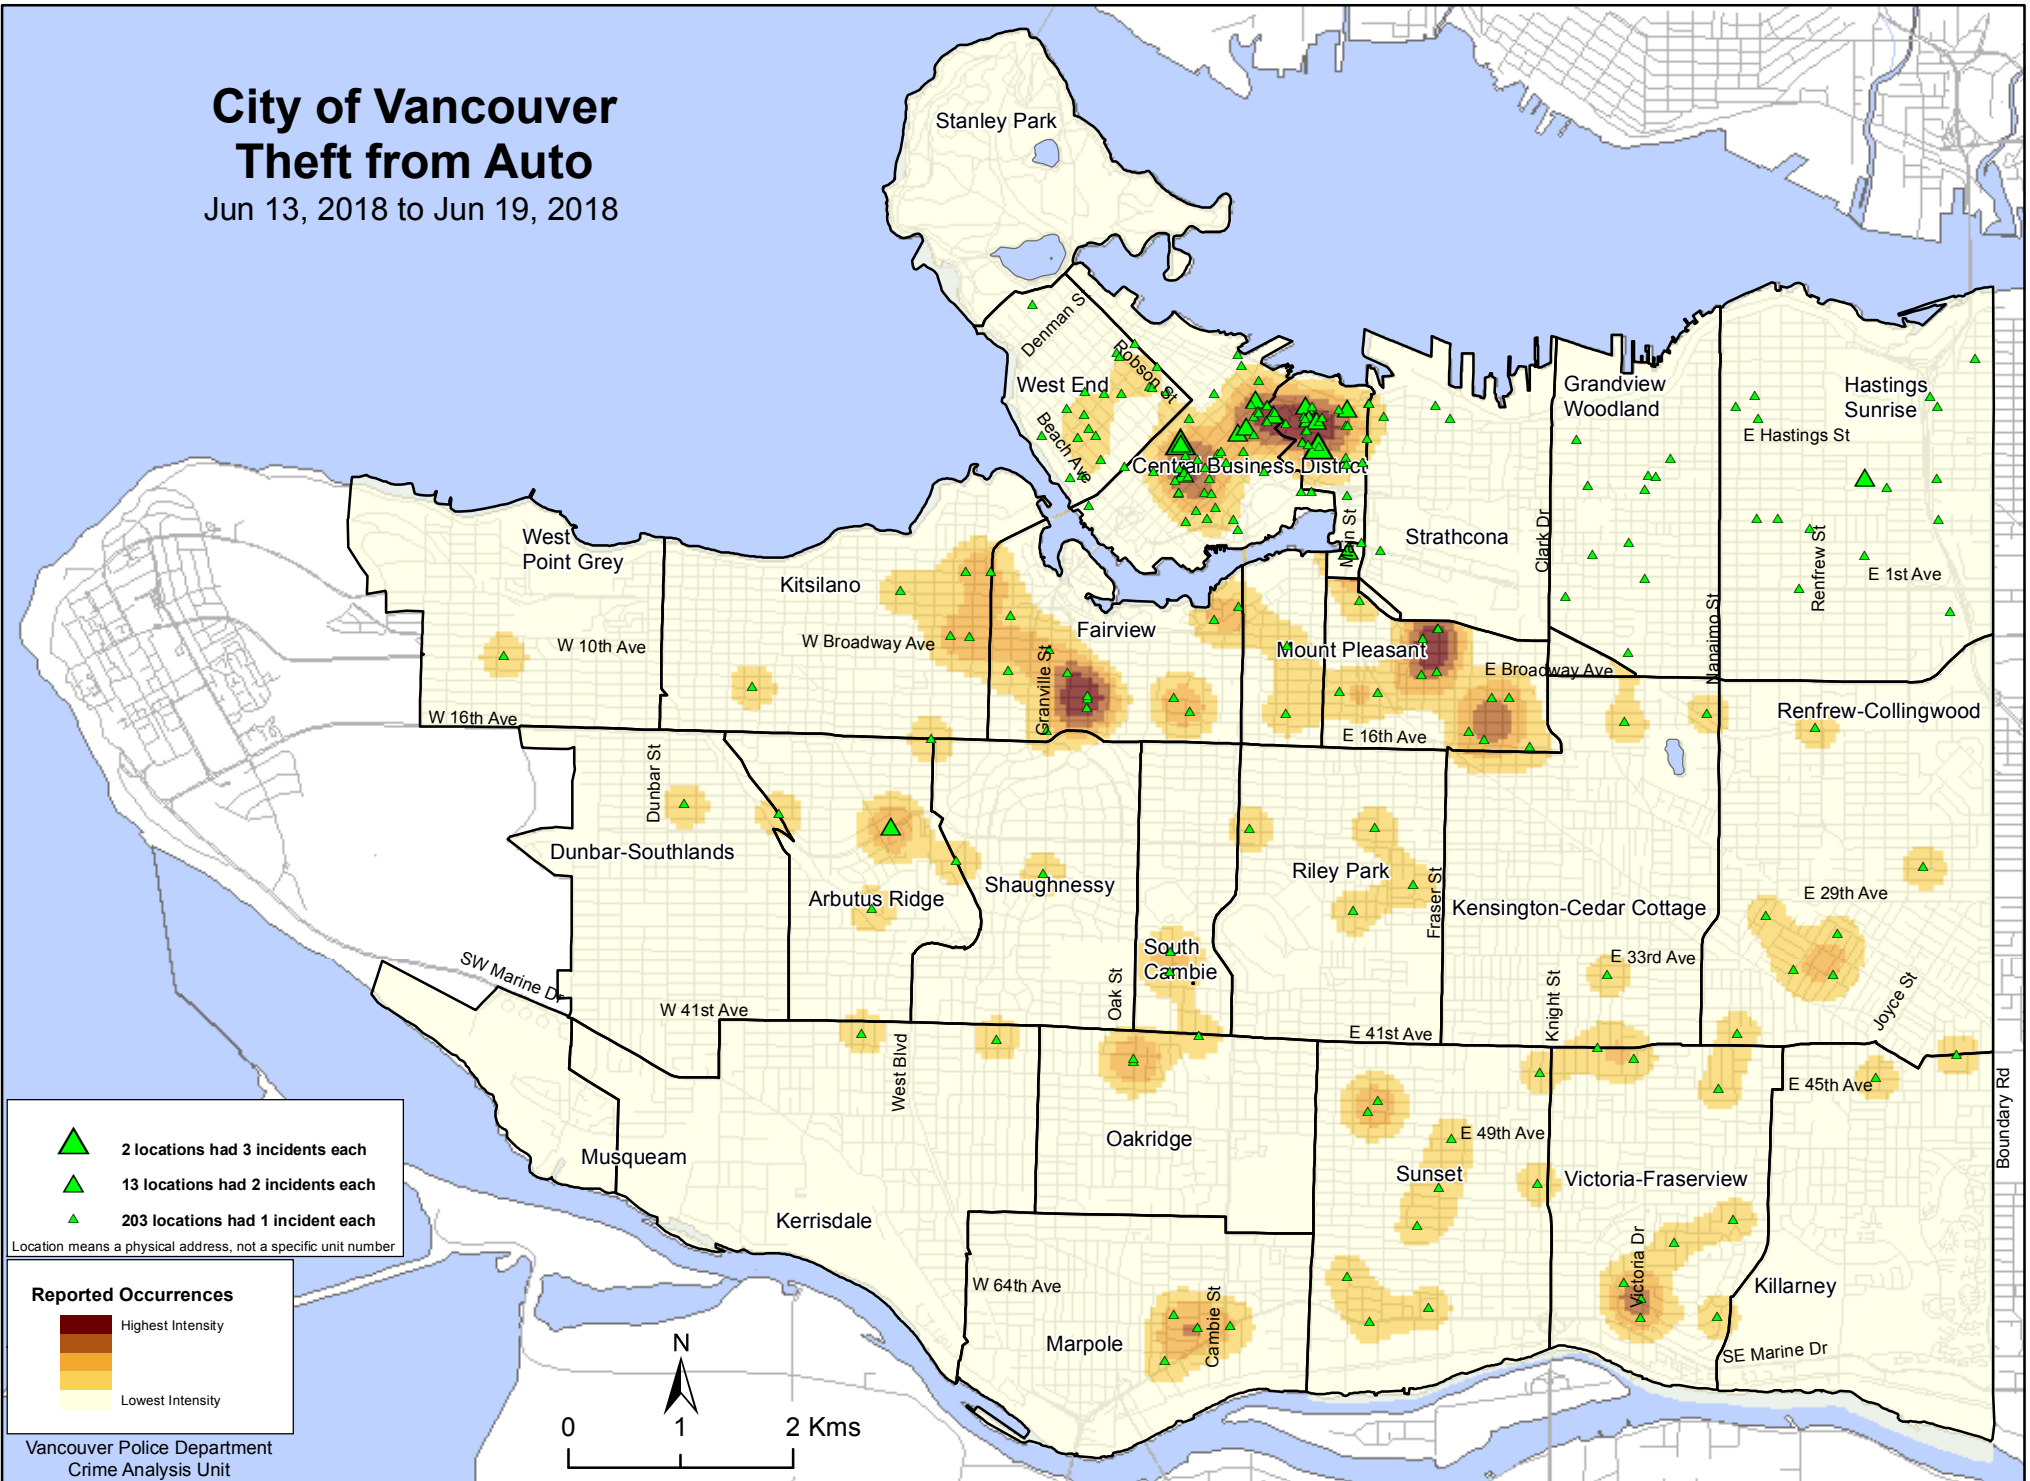 City of Vancouver
Theft from Auto
Jun 13, 2018 to Jun 19, 2018
Stanley Park
Denman St
Robson St
West End
Beach Ave
Central Business District
Grandview
Woodland
Hastings
Sunrise
E Hastings St
Main St
Strathcona
Clark Dr
Nanaimo St
Renfrew St
E 1st Ave
West
Point Grey
Kitsilano
W 10th Ave
W Broadway Ave
Fairview
Granville St
Mount Pleasant
E Broadway Ave
W 16th Ave
E 16th Ave
Renfrew-Collingwood
Dunbar St
Dunbar-Southlands
Arbutus Ridge
Shaughnessy
Riley Park
Fraser St
Kensington-Cedar Cottage
E 29th Ave
South
Cambie
E 33rd Ave
SW Marine Dr
W 41st Ave
Oak St
E 41st Ave
Knight St
Joyce St
West Blvd
E 45th Ave
Boundary Rd
Musqueam
Oakridge
E 49th Ave
Sunset
Victoria-Fraserview
Kerrisdale
Victoria Dr
W 64th Ave
Cambie St
Killarney
Marpole
SE Marine Dr
2 locations had 3 incidents each
13 locations had 2 incidents each
203 locations had 1 incident each
Location means a physical address, not a specific unit number
Reported Occurrences
Highest Intensity
Lowest Intensity
Vancouver Police Department
Crime Analysis Unit
N
0 1 2 Kms